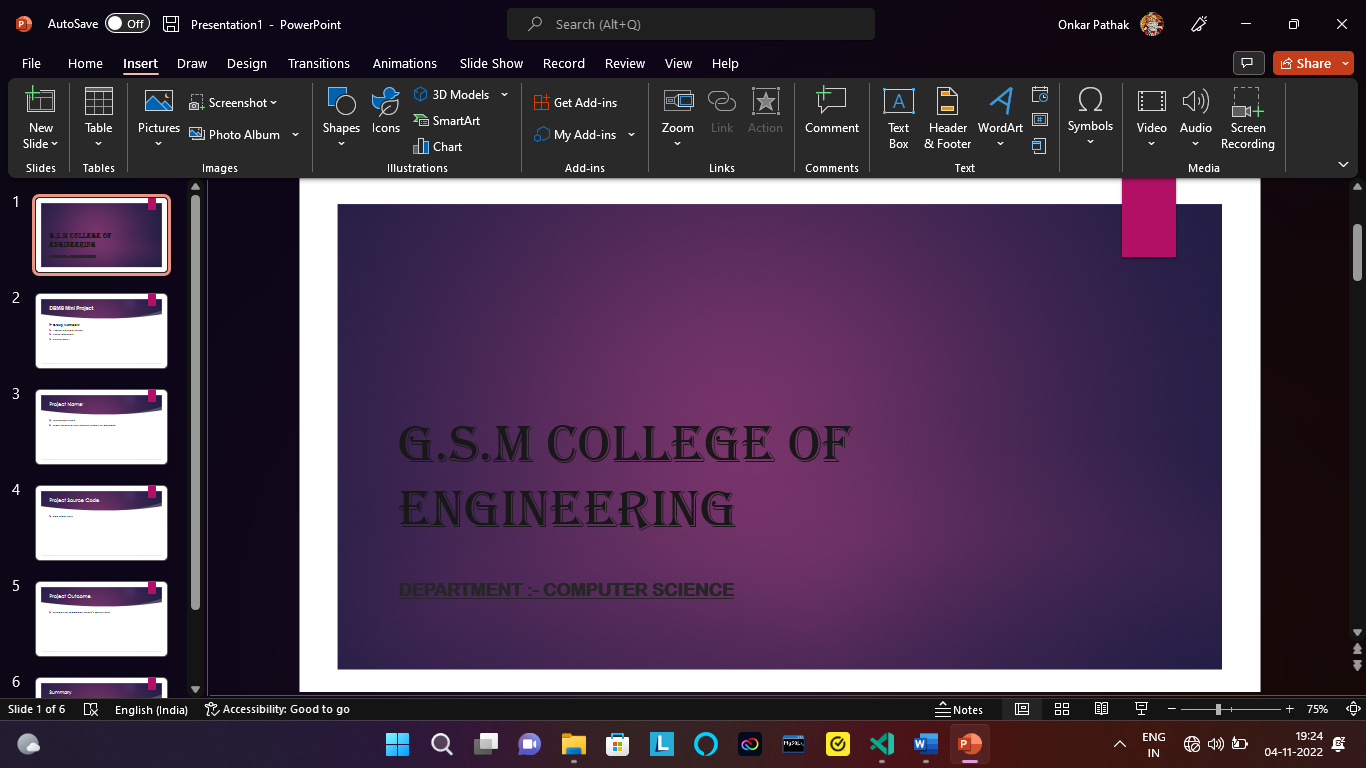 AutoSave Off Presentation1 - PowerPoint Search (Alt+Q) Onkar Pathak
File Home Insert Draw Design Transitions Animations Slide Show Record Review View Help Share
New Slide
Slides
Table
Tables
Pictures
Screenshot
Photo Album
Images
Shapes
Icons
3D Models
SmartArt
Chart
Illustrations
Get Add-ins
My Add-ins
Add-ins
Zoom
Link
Action
Links
Comment
Comments
Text Box
Header & Footer
WordArt
Text
Symbols
Video
Audio
Screen Recording
Media
1
G.S.M COLLEGE OF
ENGINEERING
2
DBMS Mini Project
3
Project Name:
4
Project Source Code:
5
Project Outcome:
6
Summary
G.S.M COLLEGE OF
ENGINEERING
DEPARTMENT :- COMPUTER SCIENCE
Slide 1 of 6 English (India) Accessibility: Good to go Notes 75%
ENG
IN
19:24
04-11-2022